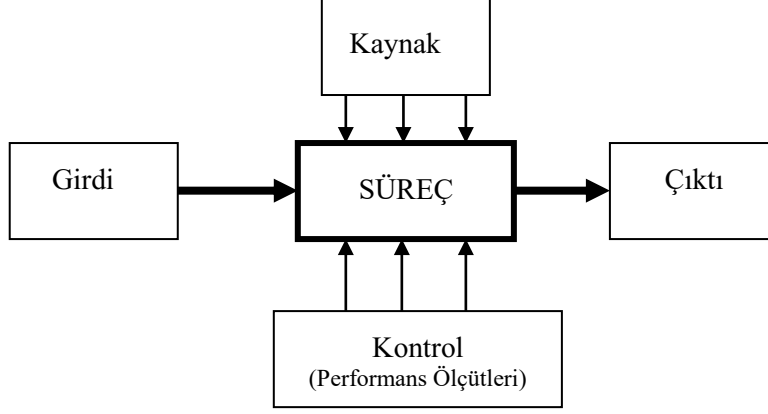 Kaynak
Girdi
SÜREÇ
Çıktı
Kontrol
(Performans Ölçütleri)